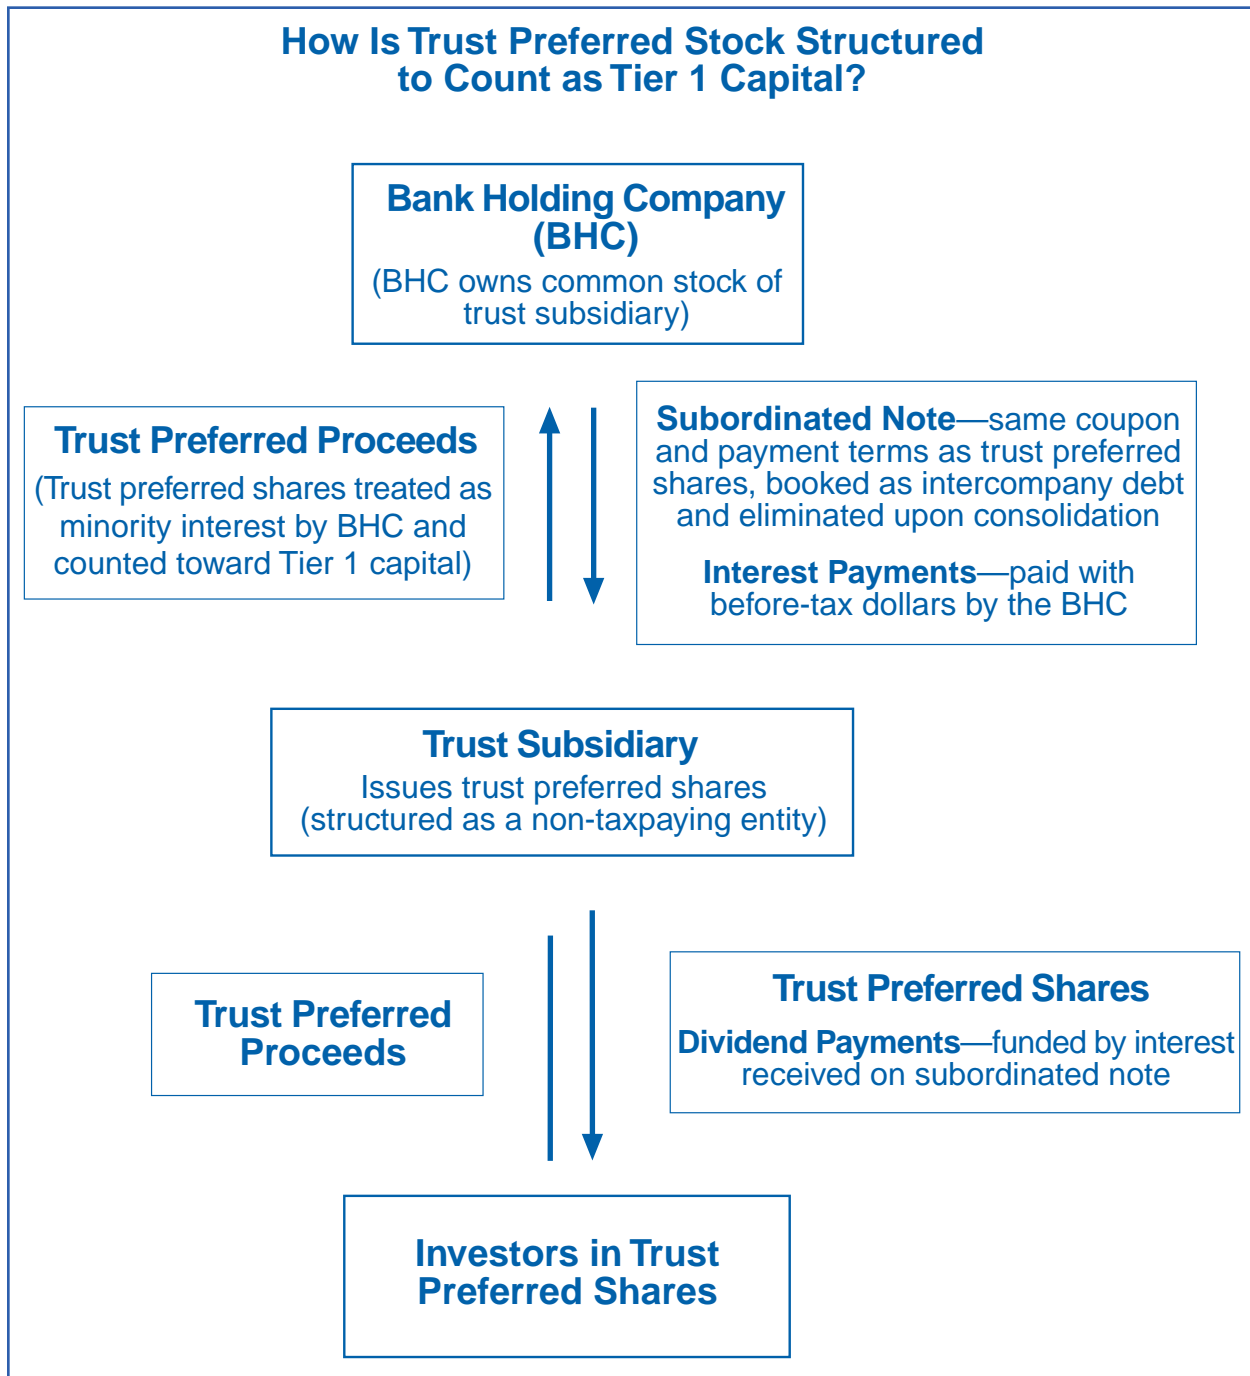 How Is Trust Preferred Stock Structured
to Count as Tier 1 Capital?
Bank Holding Company
(BHC)
(BHC owns common stock of
trust subsidiary)
Trust Preferred Proceeds
(Trust preferred shares treated as
minority interest by BHC and
counted toward Tier 1 capital)
Subordinated Note—same coupon
and payment terms as trust preferred
shares, booked as intercompany debt
and eliminated upon consolidation
Interest Payments—paid with
before-tax dollars by the BHC
Trust Subsidiary
Issues trust preferred shares
(structured as a non-taxpaying entity)
Trust Preferred
Proceeds
Trust Preferred Shares
Dividend Payments—funded by interest
received on subordinated note
Investors in Trust
Preferred Shares